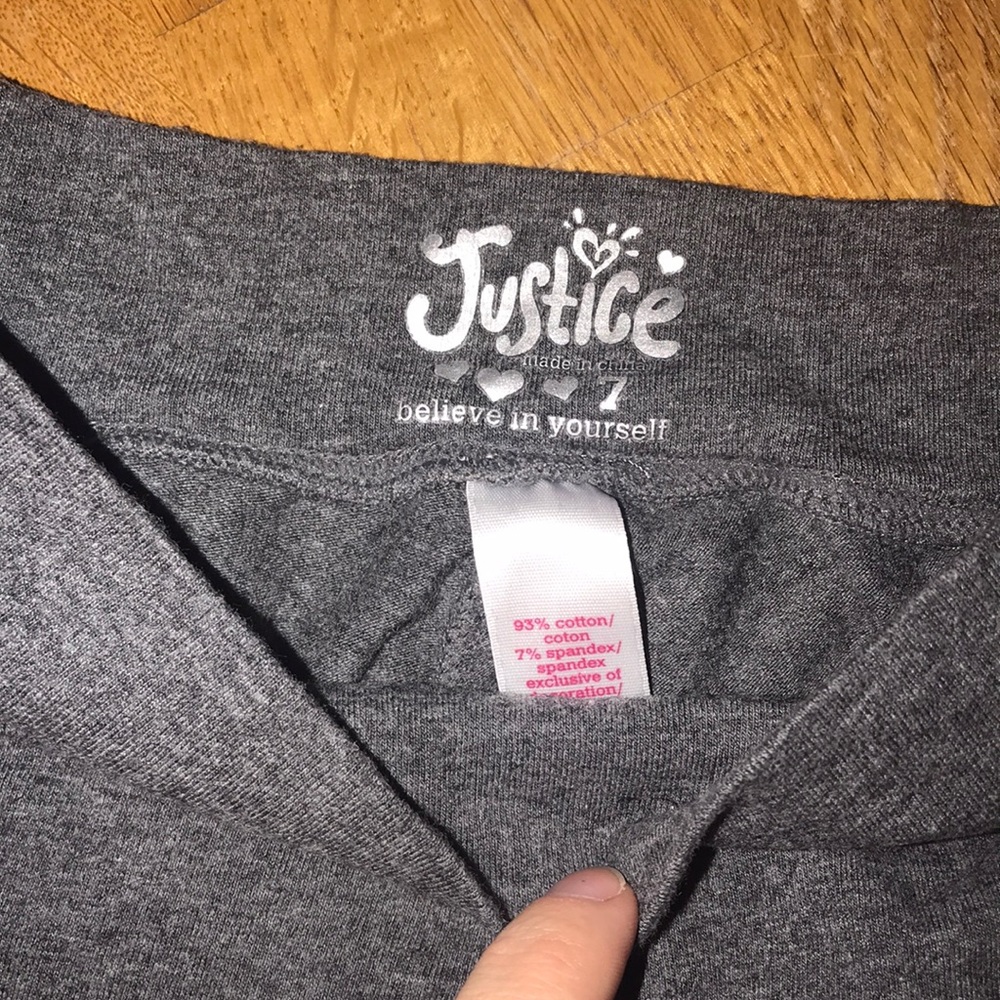 Justice
made in china
7
believe in yourself
93% cotton/
coton
7% spandex/
spandex
exclusive of